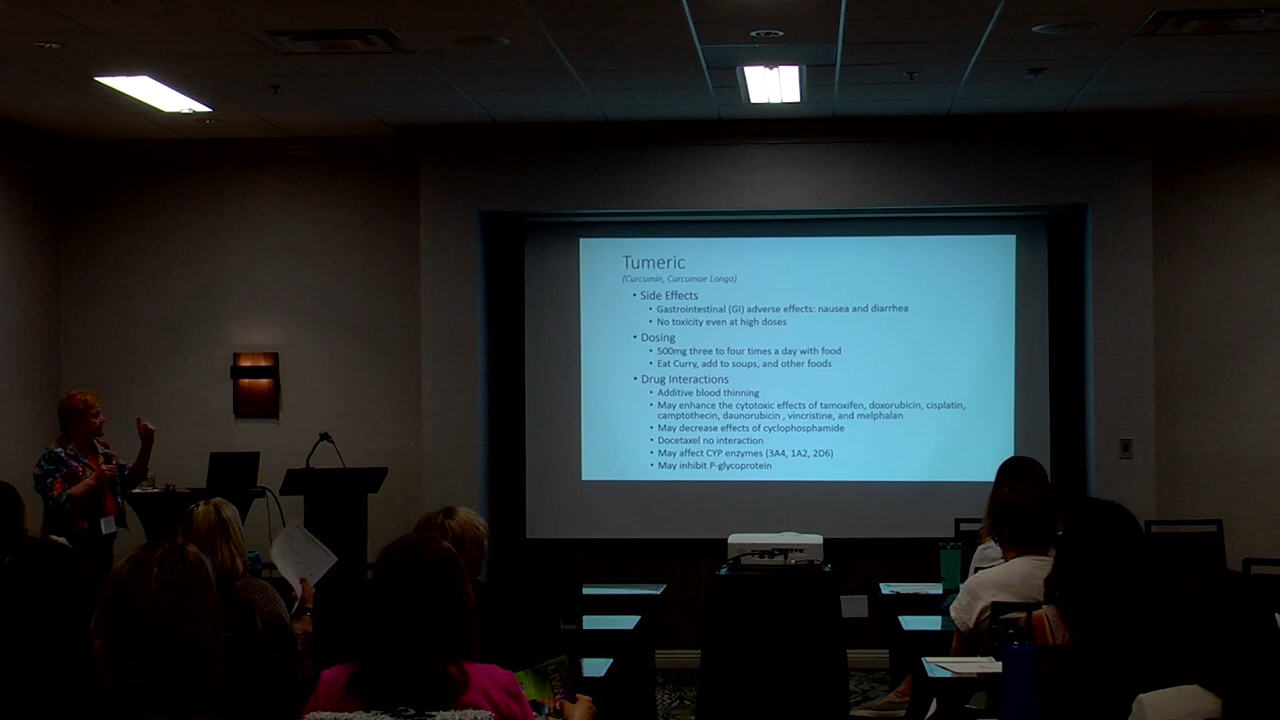 Tumeric
(Curcumin, Curcumae Longa)
• Side Effects
• Gastrointestinal (GI) adverse effects: nausea and diarrhea
• No toxicity even at high doses
• Dosing
• 500mg three to four times a day with food
• Eat Curry, add to soups, and other foods
• Drug Interactions
• Additive blood thinning
• May enhance the cytotoxic effects of tamoxifen, doxorubicin, cisplatin,
camptothecin, daunorubicin , vincristine, and melphalan
• May decrease effects of cyclophosphamide
• Docetaxel no interaction
• May affect CYP enzymes (3A4, 1A2, 2D6)
• May inhibit P-glycoprotein